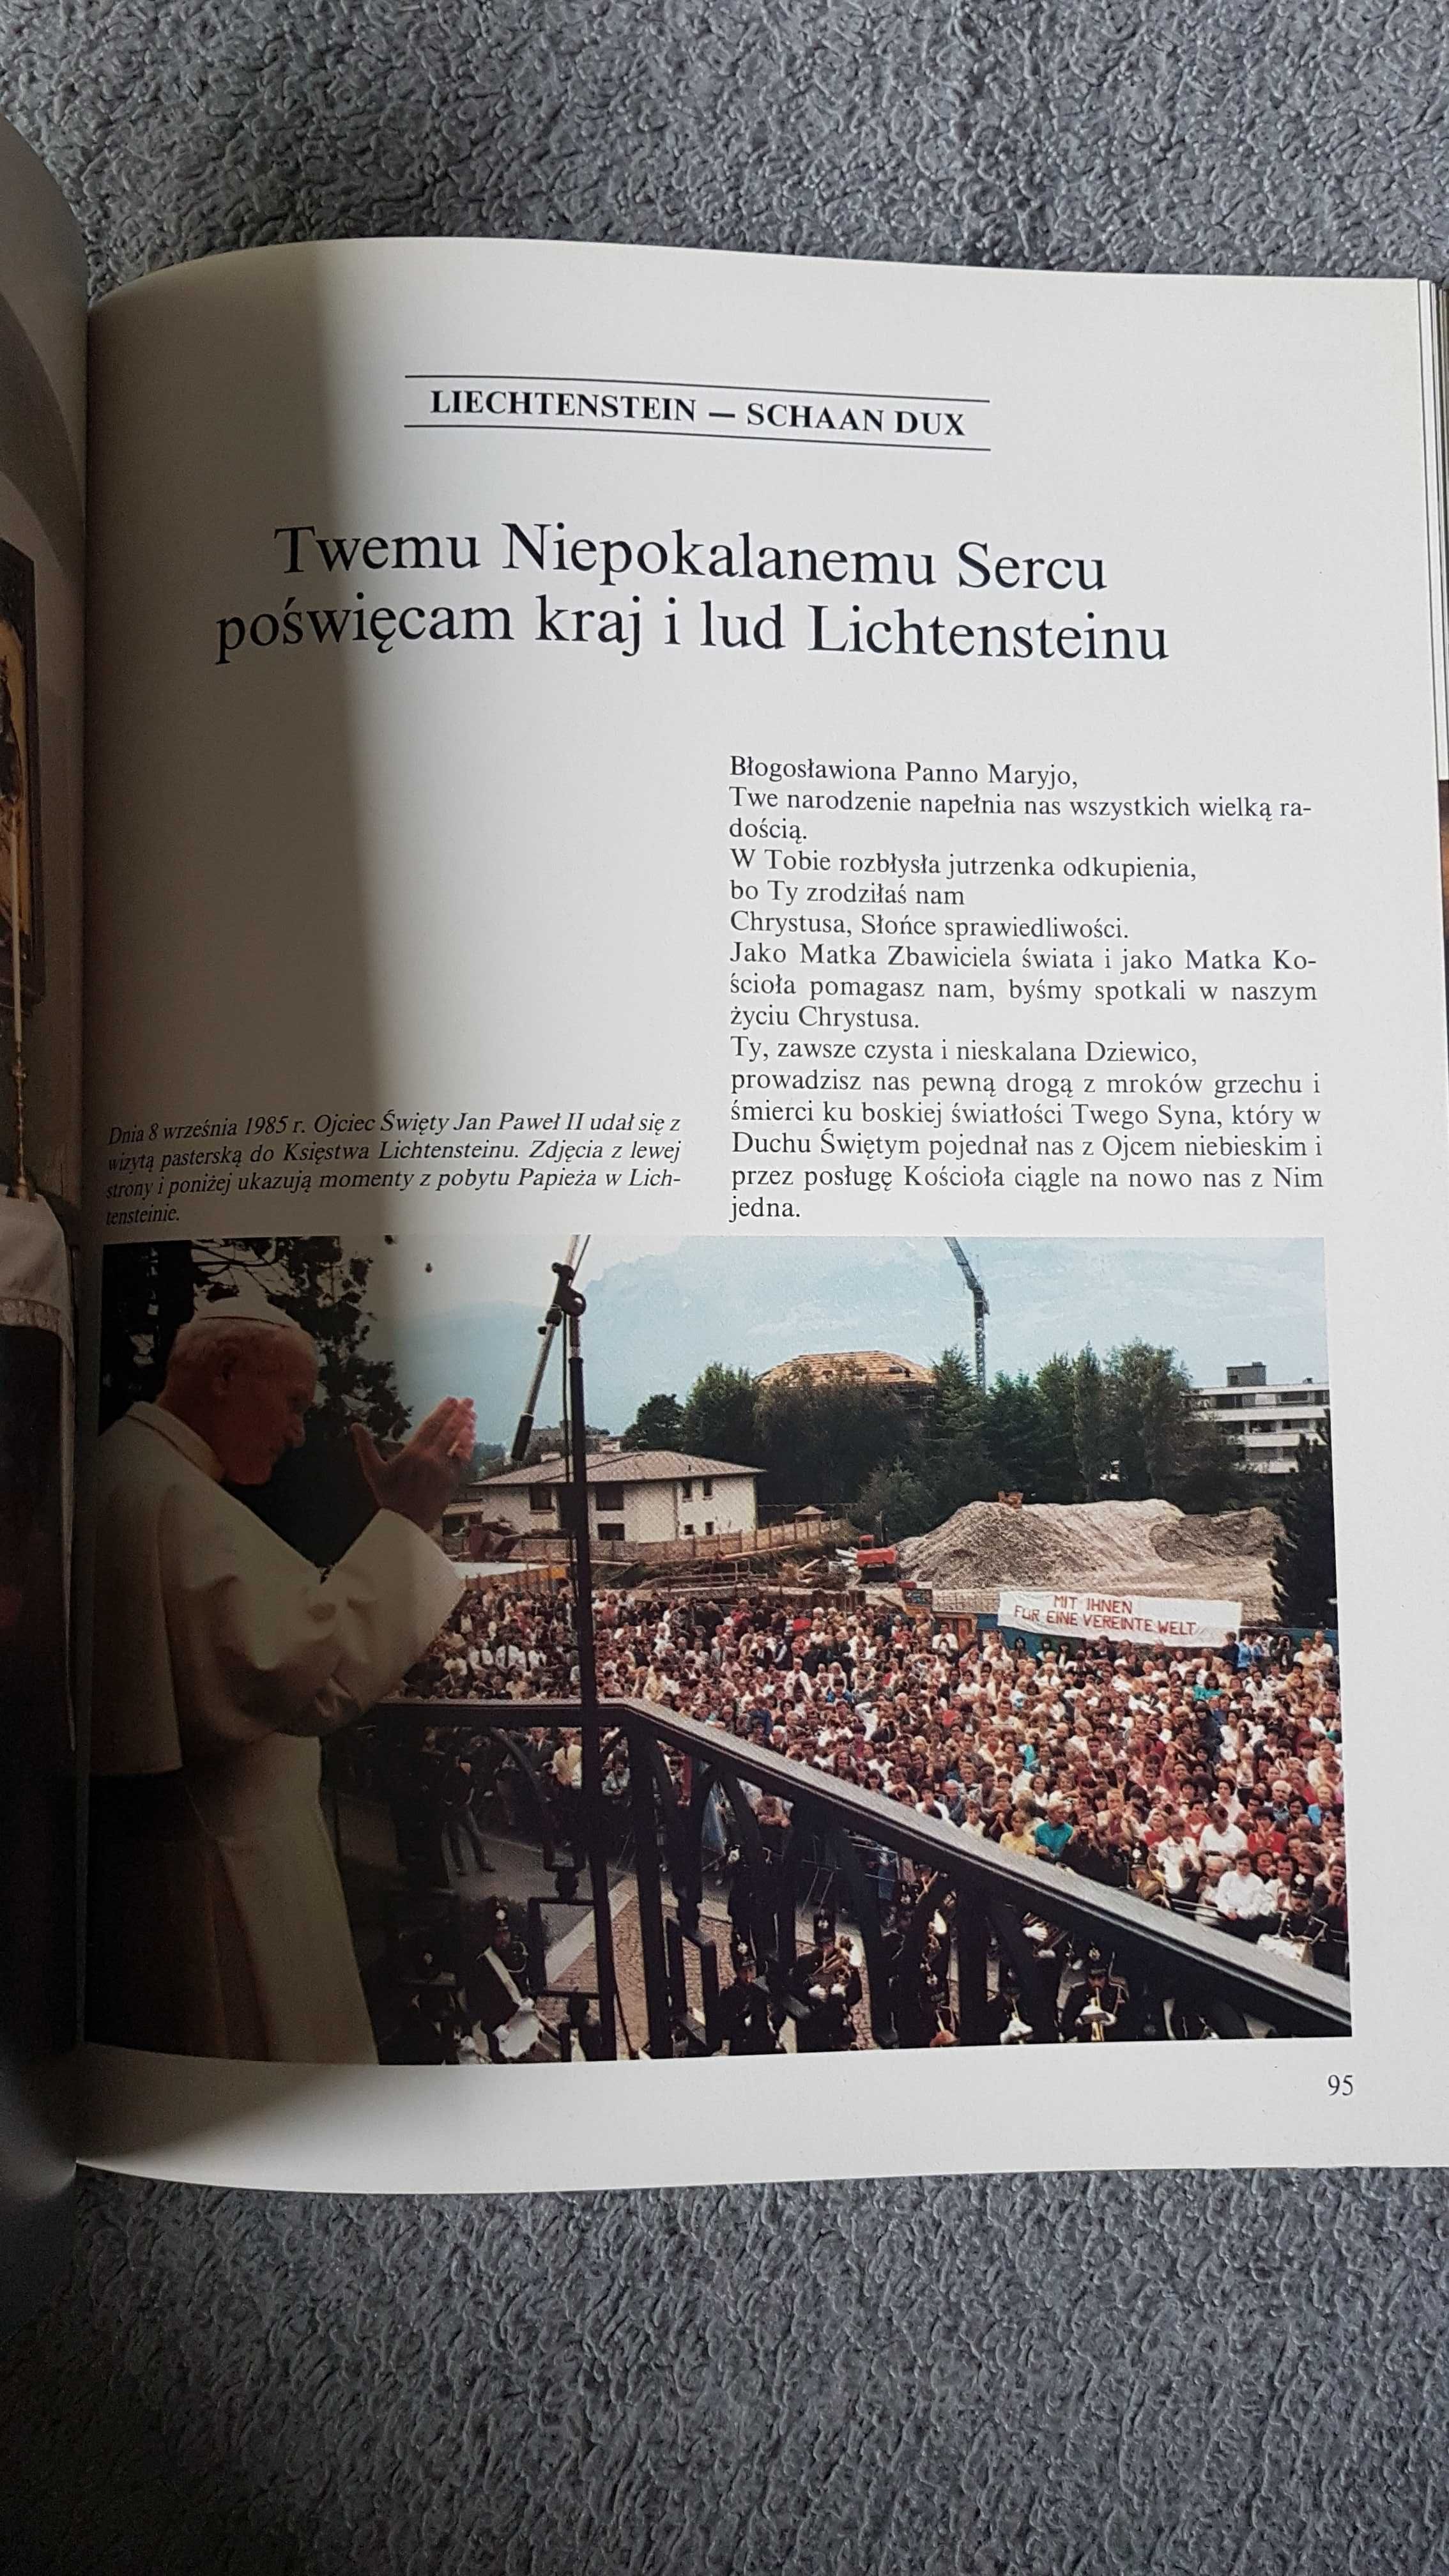 LIECHTENSTEIN — SCHAAN DUX
Twemu Niepokalanemu Sercu
poświęcam kraj i lud Lichtensteinu
Błogosławiona Panno Maryjo,
Twe narodzenie napełnia nas wszystkich wielką ra-
dością.
W Tobie rozbłysła jutrzenka odkupienia,
bo Ty zrodziłaś nam
Chrystusa, Słońce sprawiedliwości.
Jako Matka Zbawiciela świata i jako Matka Ko-
ścioła pomagasz nam, byśmy spotkali w naszym
życiu Chrystusa.
Ty, zawsze czysta i nieskalana Dziewico,
prowadzisz nas pewną drogą z mroków grzechu i
śmierci ku boskiej światłości Twego Syna, który w
Duchu Świętym pojednał nas z Ojcem niebieskim i
przez posługę Kościoła ciągle na nowo nas z Nim
jedna.
Dnia 8 września 1985 r. Ojciec Święty Jan Paweł II udał się z
wizytą pasterską do Księstwa Lichtensteinu. Zdjęcia z lewej
strony i poniżej ukazują momenty z pobytu Papieża w Lich-
tensteinie.
MIT IHNEN
FÜR EINE VEREINTE WELT
95